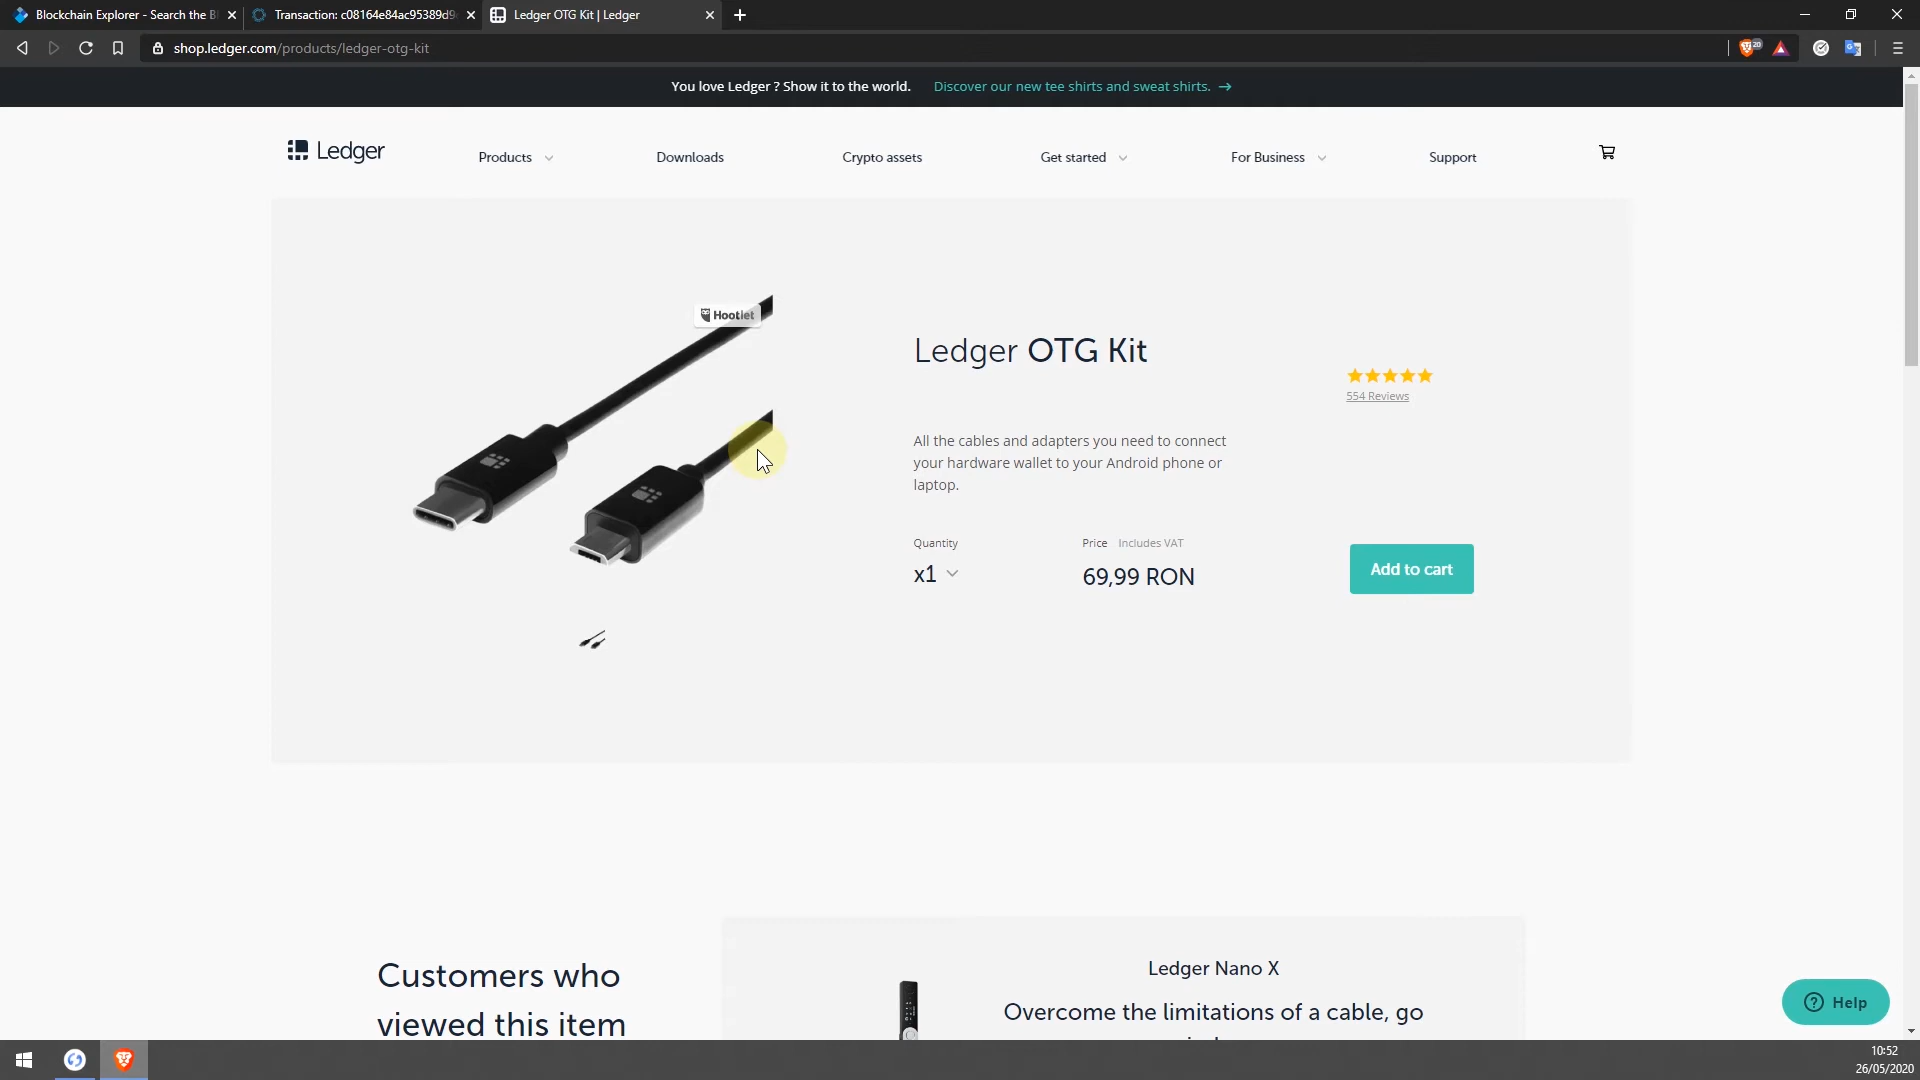 Blockchain Explorer - Search the B
Transaction: c08164e84ac95389d9
Ledger OTG Kit | Ledger
shop.ledger.com/products/ledger-otg-kit
20
You love Ledger ? Show it to the world. Discover our new tee shirts and sweat shirts. →
Ledger
Products
Downloads
Crypto assets
Get started
For Business
Support
Hootlet
Ledger OTG Kit
554 Reviews
All the cables and adapters you need to connect
your hardware wallet to your Android phone or
laptop.
Quantity
x1
Price Includes VAT
69,99 RON
Add to cart
Customers who
viewed this item
Ledger Nano X
Overcome the limitations of a cable, go
Help
10:52
26/05/2020